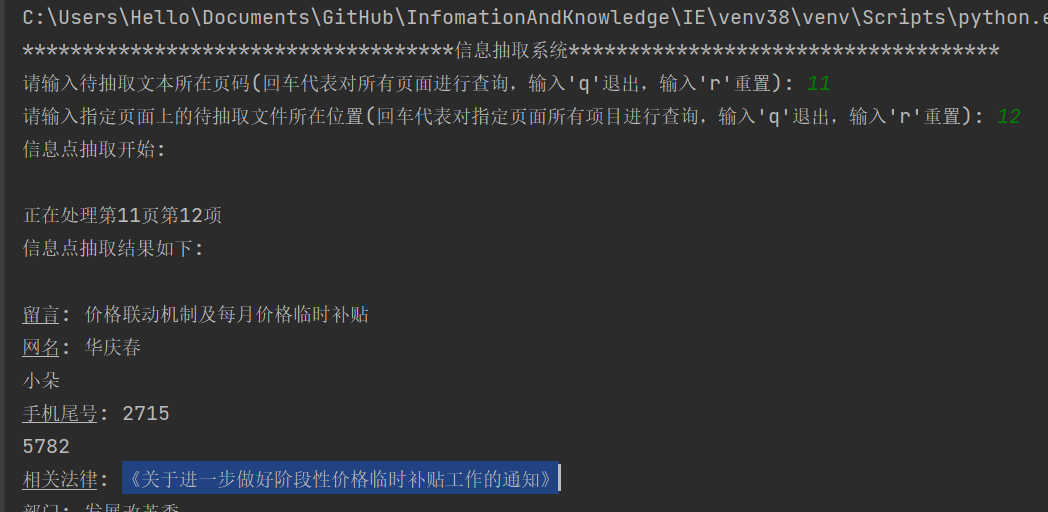 C:\Users\Hello\Documents\GitHub\InfomationAndKnowledge\IE\venv38\venv\Scripts\python.e
************************************信息抽取系统************************************
请输入待抽取文本所在页码(回车代表对所有页面进行查询，输入'q'退出，输入'r'重置): 11
请输入指定页面上的待抽取文件所在位置(回车代表对指定页面所有项目进行查询，输入'q'退出，输入'r'重置): 12
信息点抽取开始:
正在处理第11页第12项
信息点抽取结果如下:
留言: 价格联动机制及每月价格临时补贴
网名: 华庆春
小朵
手机尾号: 2715
5782
相关法律: 《关于进一步做好阶段性价格临时补贴工作的通知》
部门: 发展改革委